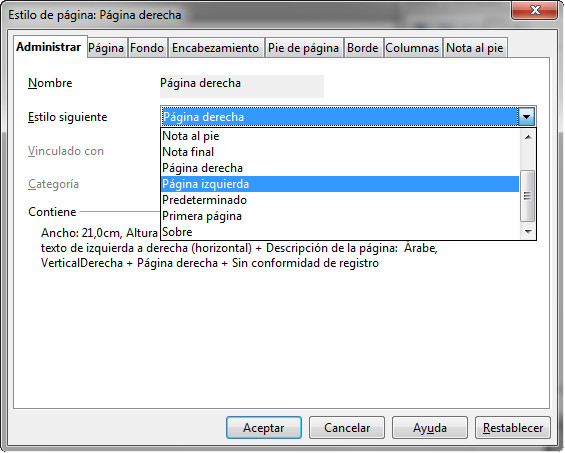 Estilo de página: Página derecha
Administrar Página Fondo Encabezamiento Pie de página Borde Columnas Nota al pie
Nombre Página derecha
Estilo siguiente Página derecha
Nota al pie
Vinculado con Nota final
Página derecha
Categoría Página izquierda
Predeterminado
Contiene Primera página
Ancho: 21,0cm, Altura Sobre
texto de izquierda a derecha (horizontal) + Descripción de la página: Árabe,
VerticalDerecha + Página derecha + Sin conformidad de registro
Aceptar Cancelar Ayuda Restablecer